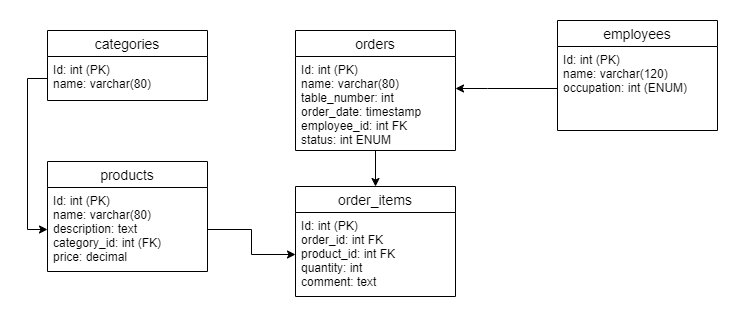 categories
Id: int (PK)
name: varchar(80)
orders
Id: int (PK)
name: varchar(80)
table_number: int
order_date: timestamp
employee_id: int FK
status: int ENUM
employees
Id: int (PK)
name: varchar(120)
occupation: int (ENUM)
products
Id: int (PK)
name: varchar(80)
description: text
category_id: int (FK)
price: decimal
order_items
Id: int (PK)
order_id: int FK
product_id: int FK
quantity: int
comment: text